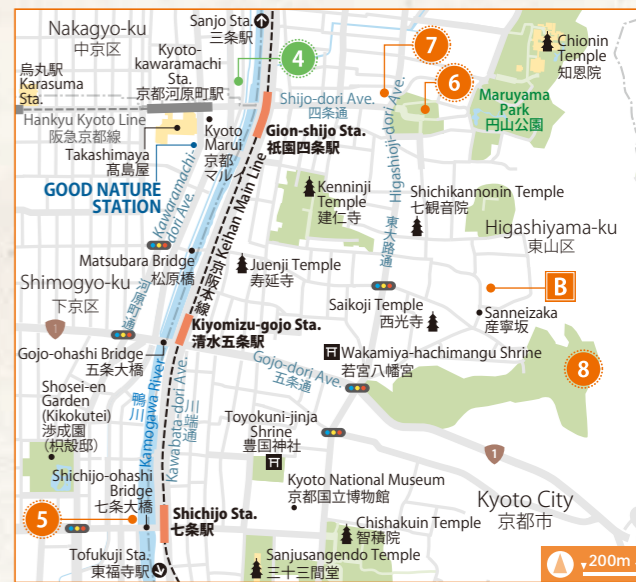 Nakagyo-ku
中京区
Sanjo Sta.
三条駅
Kyoto-
kawaramachi
Sta.
京都河原町駅
烏丸駅
Karasuma
Sta.
4
7
6
Chionin
Temple
知恩院
Maruyama
Park
円山公園
Shijo-dori Ave.
四条通
Hankyu Kyoto Line
阪急京都線
Takashimaya
髙島屋
Kyoto
Marui
京都
マルイ
Gion-shijo Sta.
祇園四条駅
GOOD NATURE
STATION
Kawaramachi-
dori Ave.
河原町通
Keihan Main Line
京阪本線
Higashioji-dori Ave.
東大路通
Kenninji
Temple
建仁寺
Shichikannonin Temple
七観音院
Higashiyama-ku
東山区
Matsubara Bridge
松原橋
Juenji Temple
寿延寺
B
Shimogyo-ku
下京区
Saikoji Temple
西光寺
Sanneizaka
産寧坂
1
Kiyomizu-gojo Sta.
清水五条駅
Gojo-ohashi Bridge
五条大橋
Gojo-dori Ave.
五条通
Wakamiya-hachimangu Shrine
若宮八幡宮
8
Shosei-en
Garden
(Kikokutei)
渉成園
（枳殻邸）
Kamogawa River
鴨川
Kawabata-dori Ave.
川端通
Toyokuni-jinja
Shrine
豊国神社
1
Shichijo-ohashi
Bridge
七条大橋
Kyoto National Museum
京都国立博物館
Kyoto City
京都市
5
Shichijo Sta.
七条駅
Chishakuin Temple
智積院
Tofukuji Sta.
東福寺駅
Sanjusangendo Temple
三十三間堂
200m